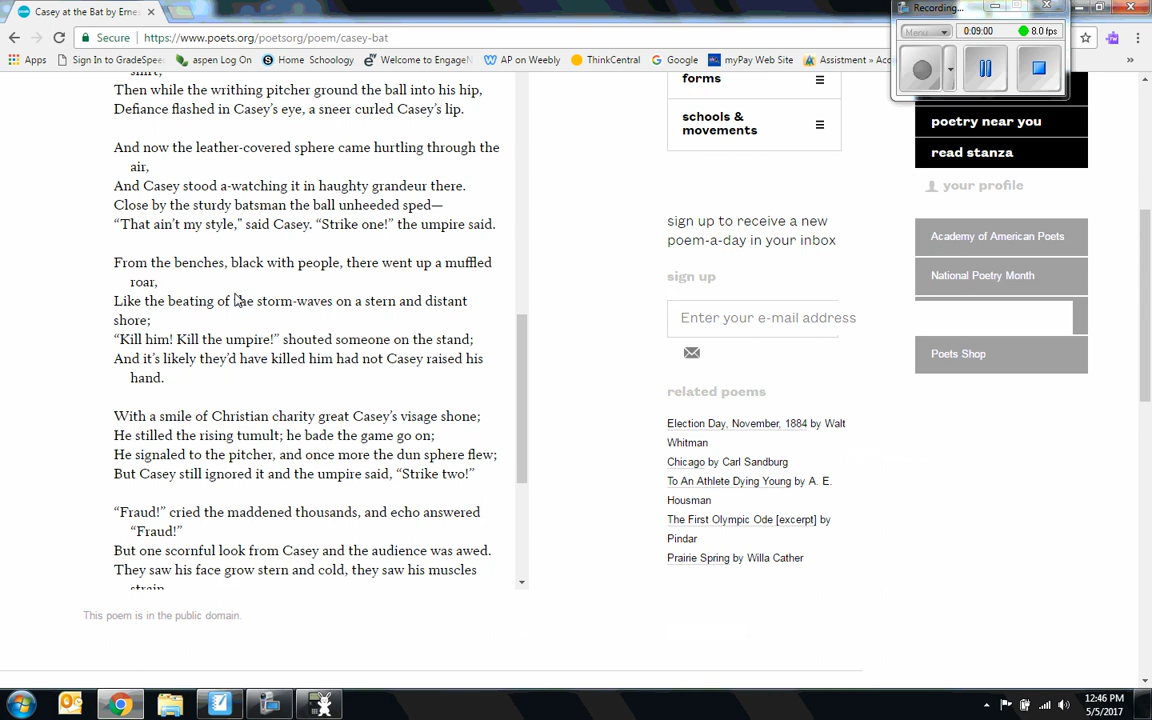 Casey at the Bat by Ernes
Recording...
Secure
https://www.poets.org/poetsorg/poem/casey-bat
Menu
0:09:00
8.0 fps
Apps
Sign In to GradeSpee
aspen Log On
Home Schoology
Welcome to EngageN
AP on Weebly
ThinkCentral
Google
myPay Web Site
Assistment » Acco
shirt;
Then while the writhing pitcher ground the ball into his hip,
Defiance flashed in Casey's eye, a sneer curled Casey's lip.
And now the leather-covered sphere came hurtling through the
air,
And Casey stood a-watching it in haughty grandeur there.
Close by the sturdy batsman the ball unheeded sped—
“That ain't my style,” said Casey. “Strike one!” the umpire said.
From the benches, black with people, there went up a muffled
roar,
Like the beating of the storm-waves on a stern and distant
shore;
“Kill him! Kill the umpire!” shouted someone on the stand;
And it's likely they'd have killed him had not Casey raised his
hand.
With a smile of Christian charity great Casey's visage shone;
He stilled the rising tumult; he bade the game go on;
He signaled to the pitcher, and once more the dun sphere flew;
But Casey still ignored it and the umpire said, “Strike two!”
“Fraud!” cried the maddened thousands, and echo answered
“Fraud!”
But one scornful look from Casey and the audience was awed.
They saw his face grow stern and cold, they saw his muscles
strain
This poem is in the public domain.
forms
schools &
movements
sign up to receive a new
poem-a-day in your inbox
sign up
Enter your e-mail address
related poems
Election Day, November, 1884 by Walt
Whitman
Chicago by Carl Sandburg
To An Athlete Dying Young by A. E.
Housman
The First Olympic Ode [excerpt] by
Pindar
Prairie Spring by Willa Cather
poetry near you
read stanza
your profile
Academy of American Poets
National Poetry Month
Poets Shop
12:46 PM
5/5/2017